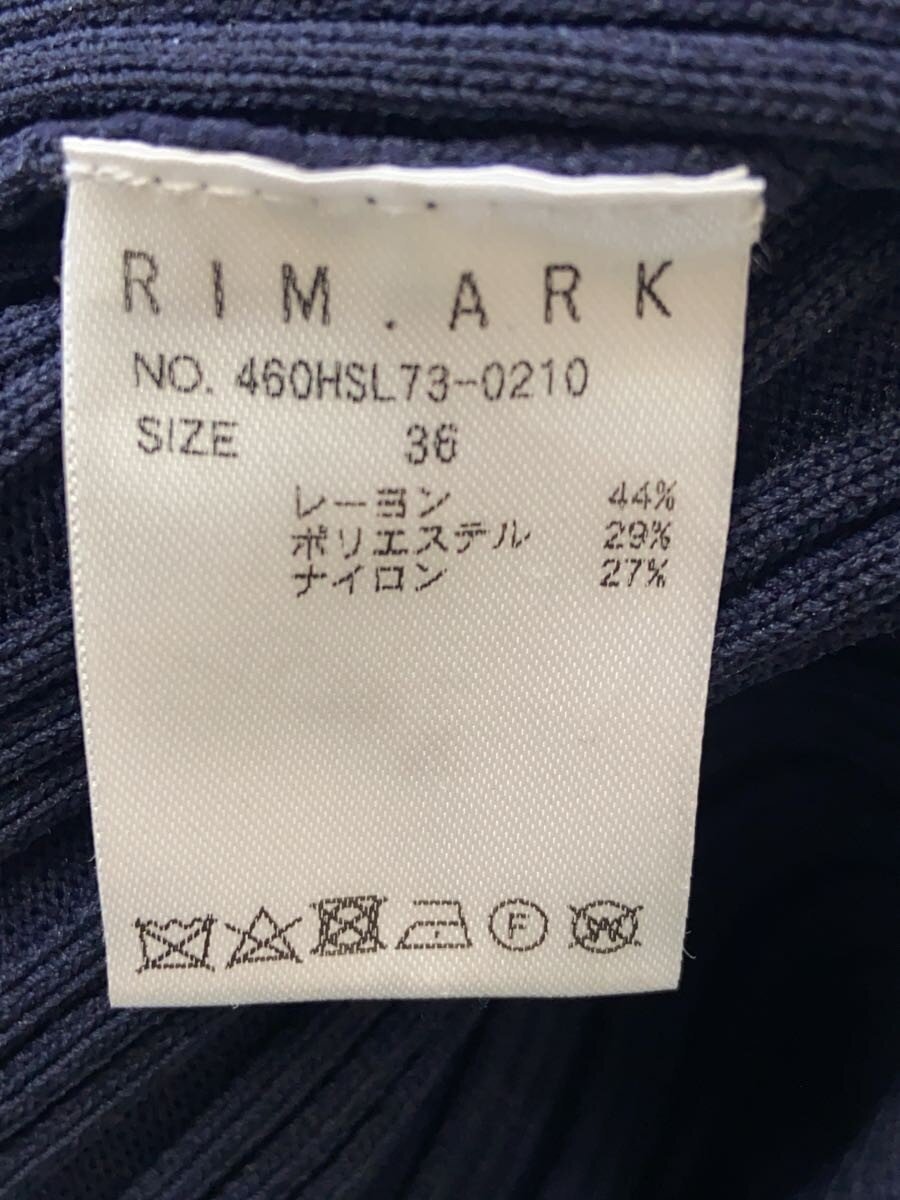 RIM.ARK
NO. 460HSL73-0210
SIZE 36
レーヨン 44%
ポリエステル 29%
ナイロン 27%
F
W